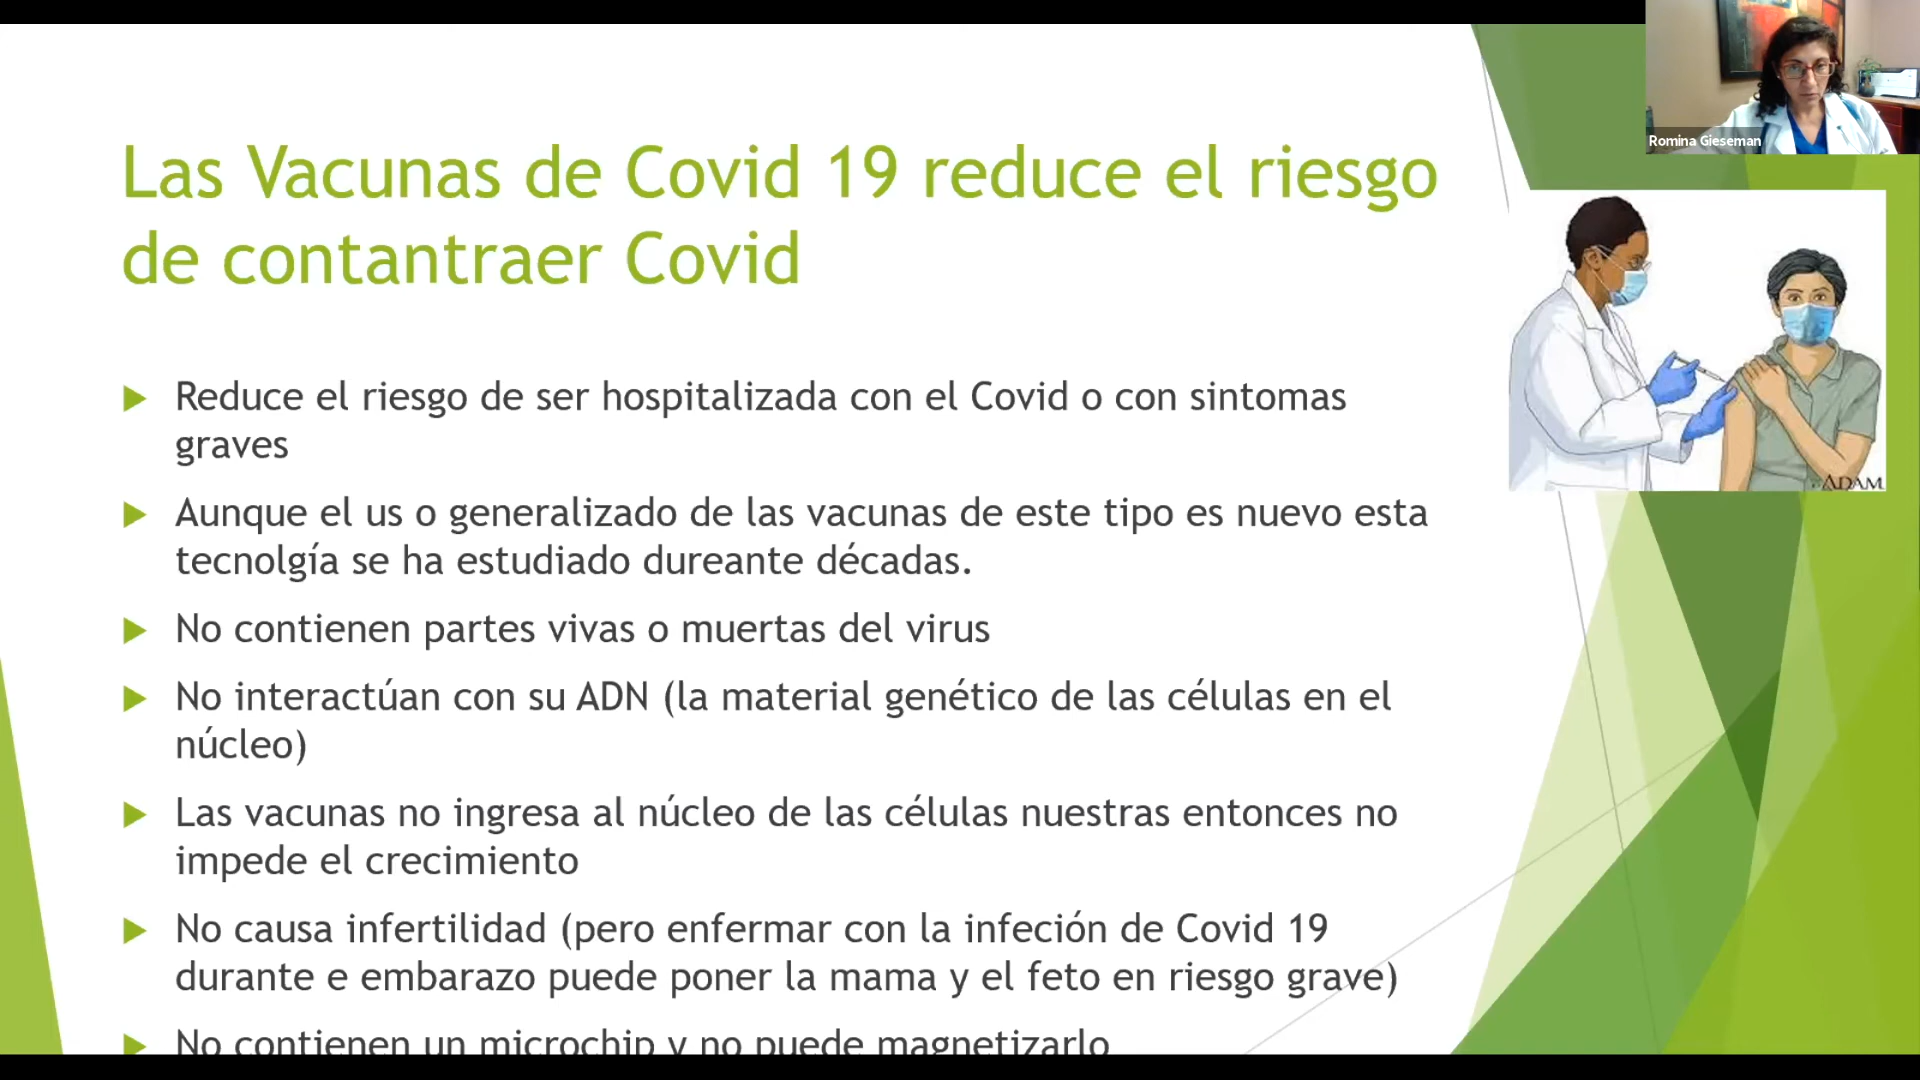 Romina Gieseman
Las Vacunas de Covid 19 reduce el riesgo
de contantraer Covid
Reduce el riesgo de ser hospitalizada con el Covid o con sintomas
graves
Aunque el us o generalizado de las vacunas de este tipo es nuevo esta
tecnolgía se ha estudiado dureante décadas.
No contienen partes vivas o muertas del virus
No interactúan con su ADN (la material genético de las células en el
núcleo)
Las vacunas no ingresa al núcleo de las células nuestras entonces no
impede el crecimiento
No causa infertilidad (pero enfermar con la infeción de Covid 19
durante e embarazo puede poner la mama y el feto en riesgo grave)
No contienen un microchip y no puede magnetizarlo
ADAM